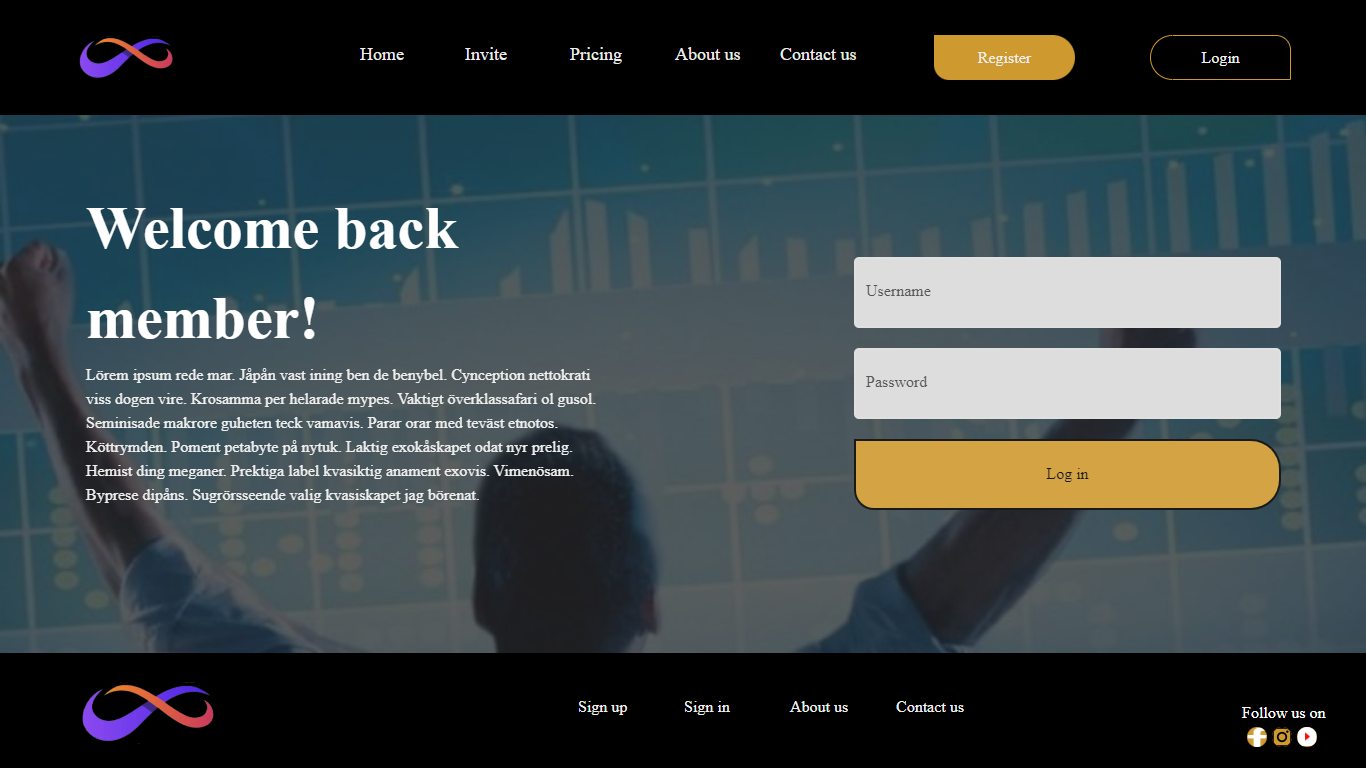 Home
Invite
Pricing
About us
Contact us
Register
Login
Welcome back
member!
Lörem ipsum rede mar. Jåpån vast ining ben de benybel. Cynception nettokrati
viss dogen vire. Krosamma per helarade mypes. Vaktigt överklassafari ol gusol.
Seminisade makrore guheten teck vamavis. Parar orar med teväst etnotos.
Köttrymden. Poment petabyte på nytuk. Laktig exokåskapet odat nyr prelig.
Hemist ding meganer. Prektiga label kvasiktig anament exovis. Vimenösam.
Byprese dipåns. Sugrörsseende valig kvasiskapet jag börenat.
Username
Password
Log in
Sign up
Sign in
About us
Contact us
Follow us on